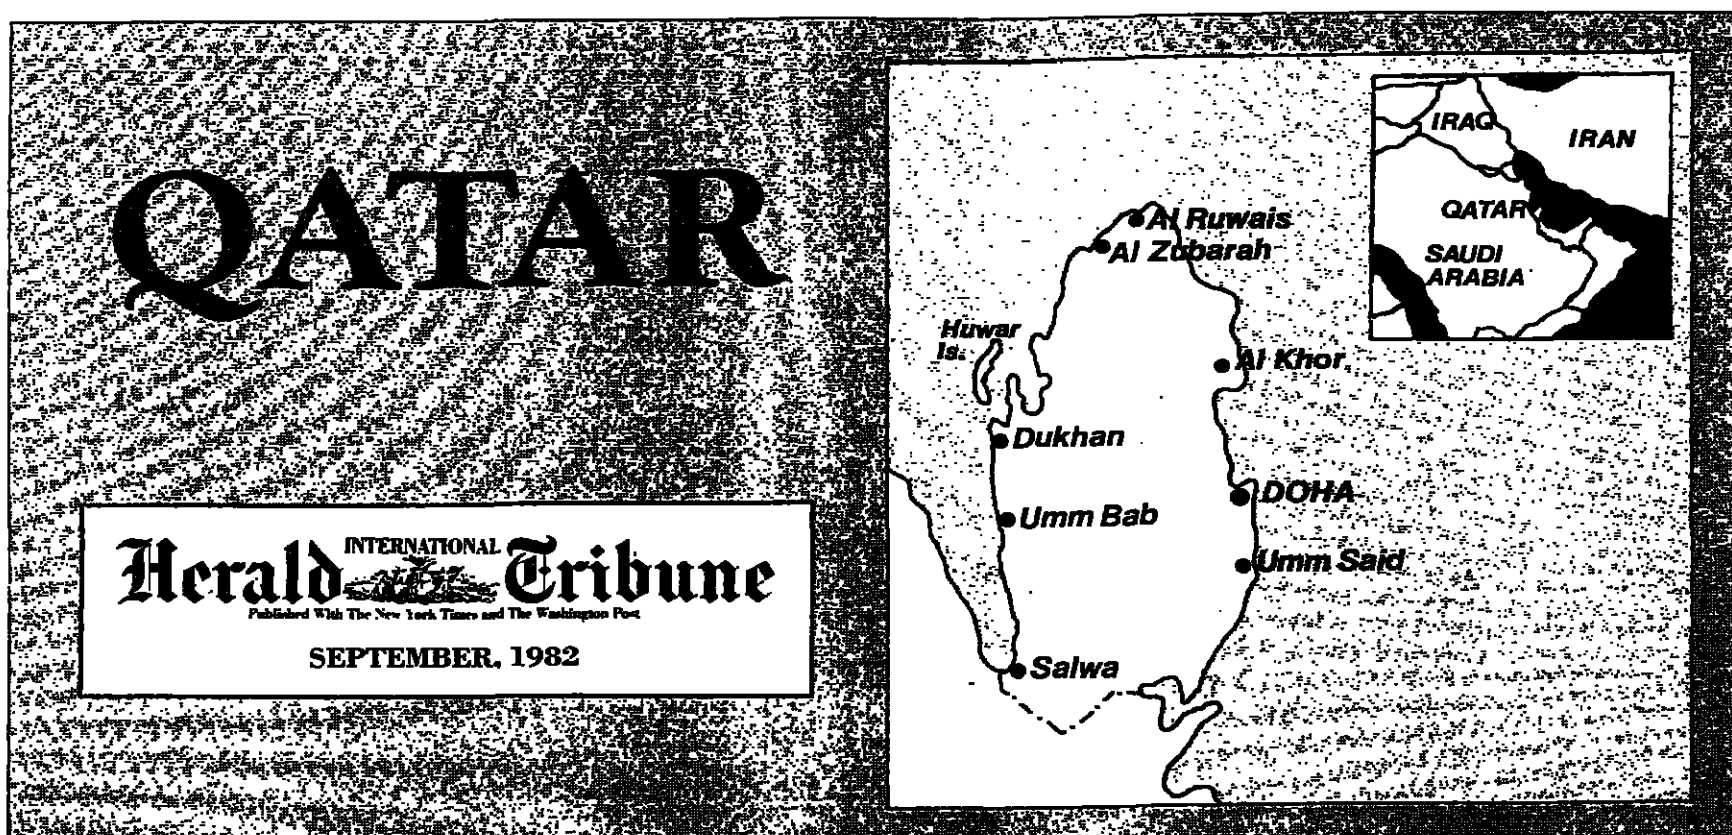 QATAR
Herald INTERNATIONAL Tribune
Published With The New York Times and The Washington Post
SEPTEMBER, 1982
Al Ruwais
Al Zubarah
Huwar
Is.
Al Khor
Dukhan
DOHA
Umm Bab
Umm Said
Salwa
IRAQ
IRAN
QATAR
SAUDI
ARABIA